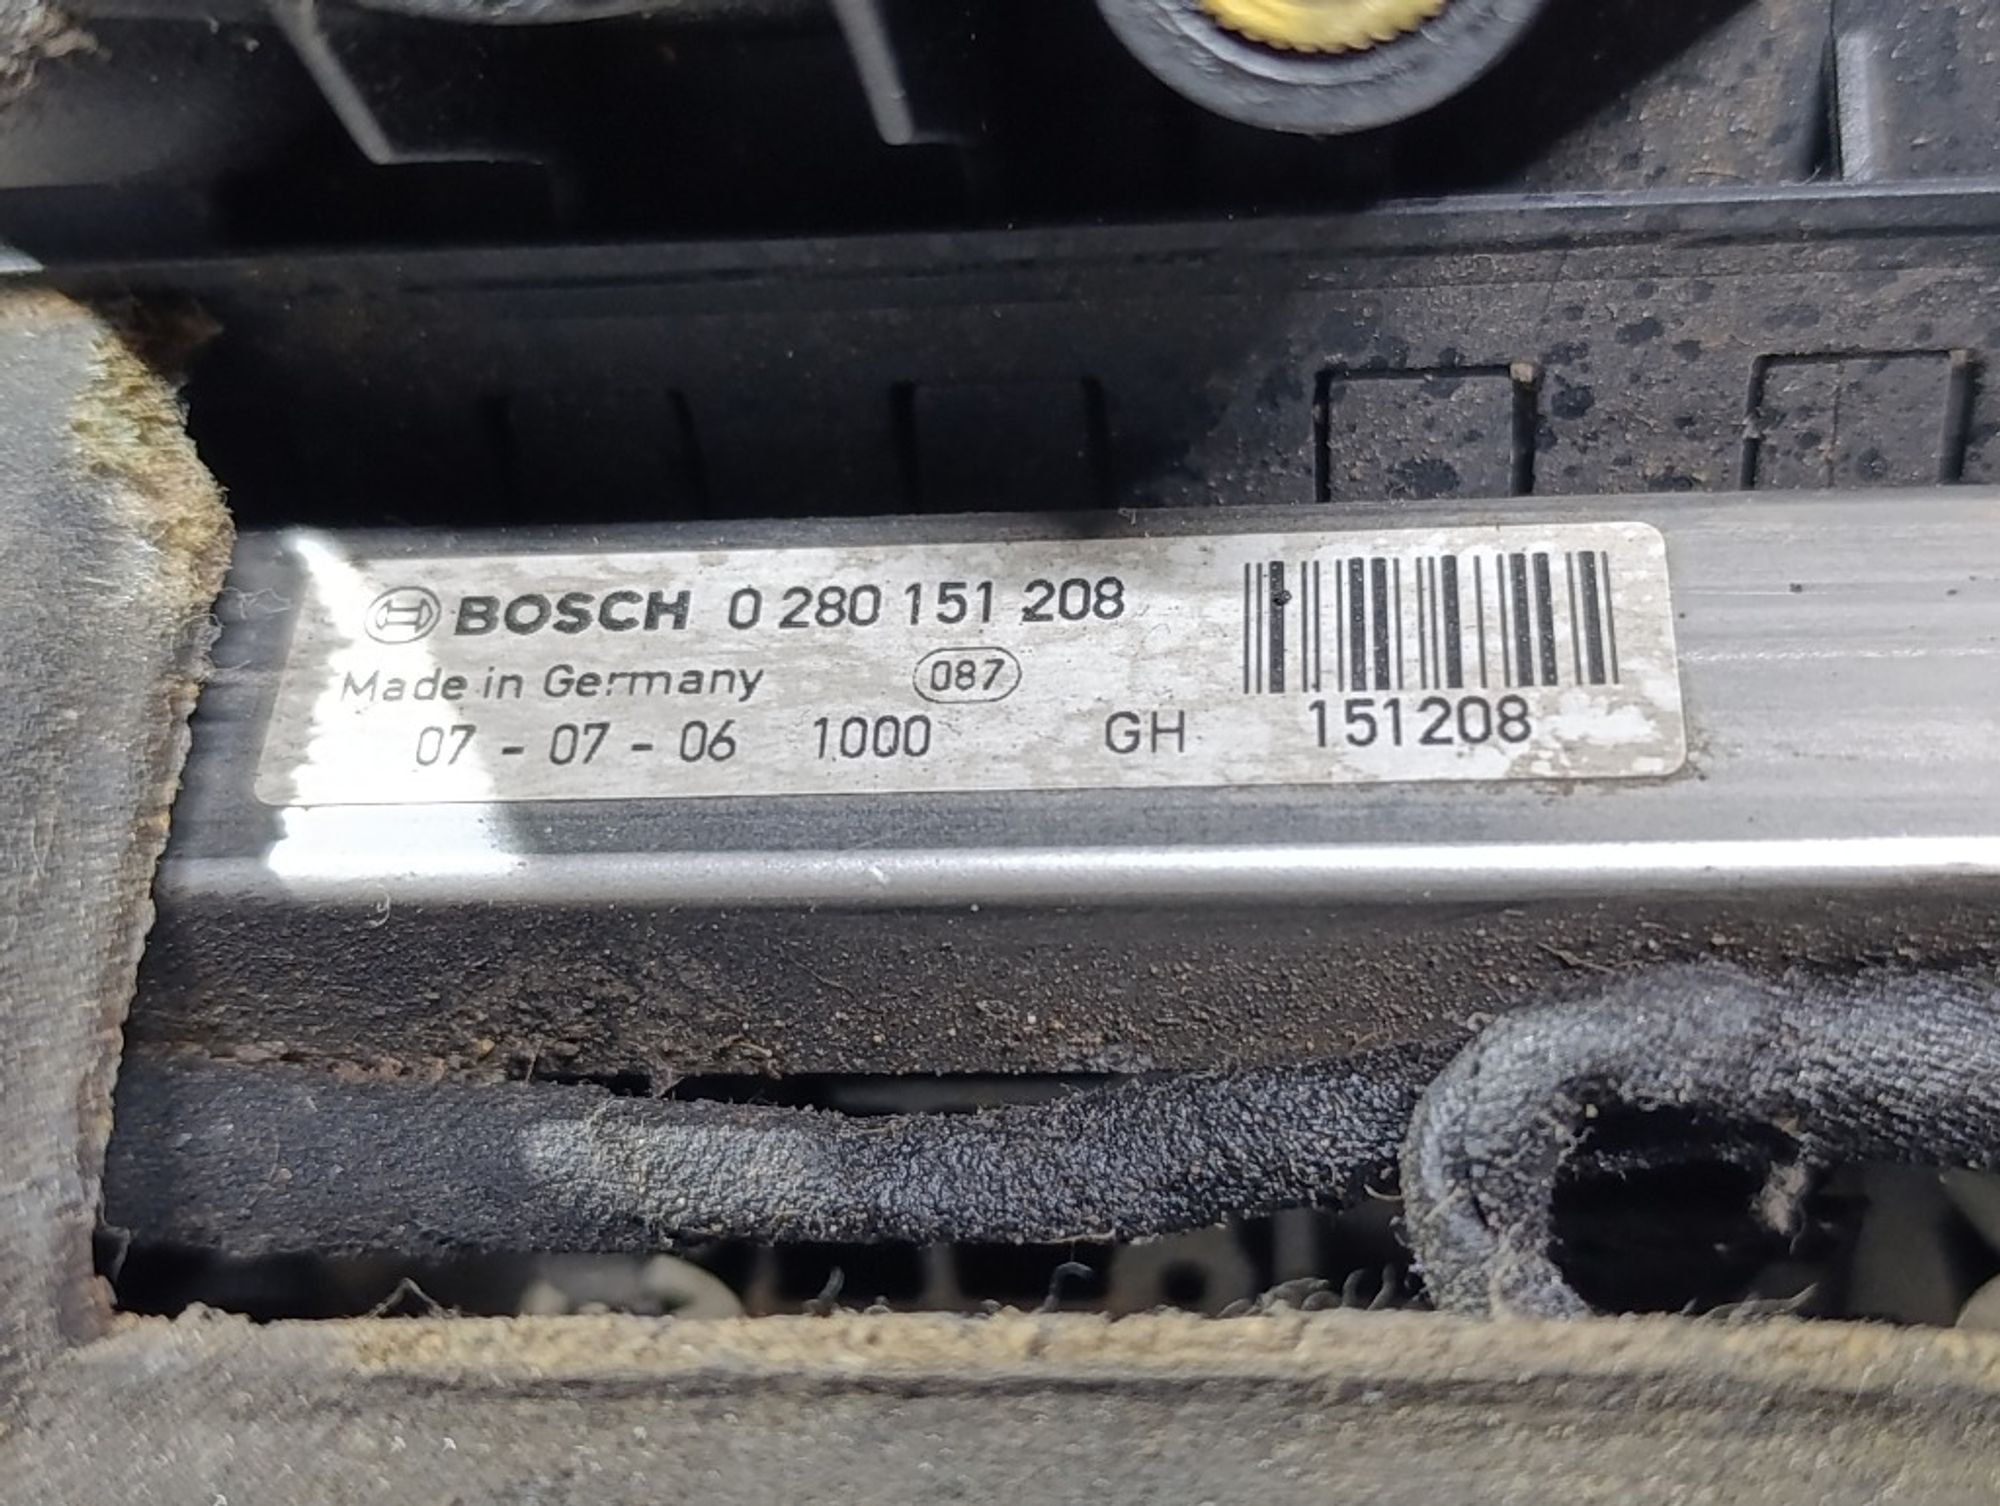 BOSCH 0 280 151 208
Made in Germany 087
07 - 07 - 06 1000 GH 151208